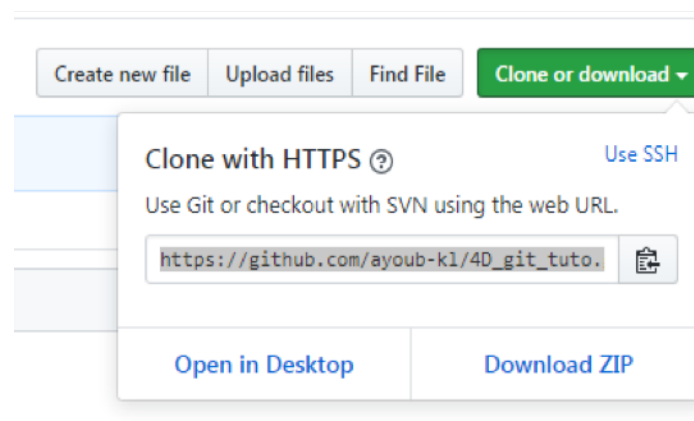 Create new file Upload files Find File Clone or download
Clone with HTTPS Use SSH
Use Git or checkout with SVN using the web URL.
https://github.com/ayoub-kl/4D_git_tuto.
Open in Desktop Download ZIP